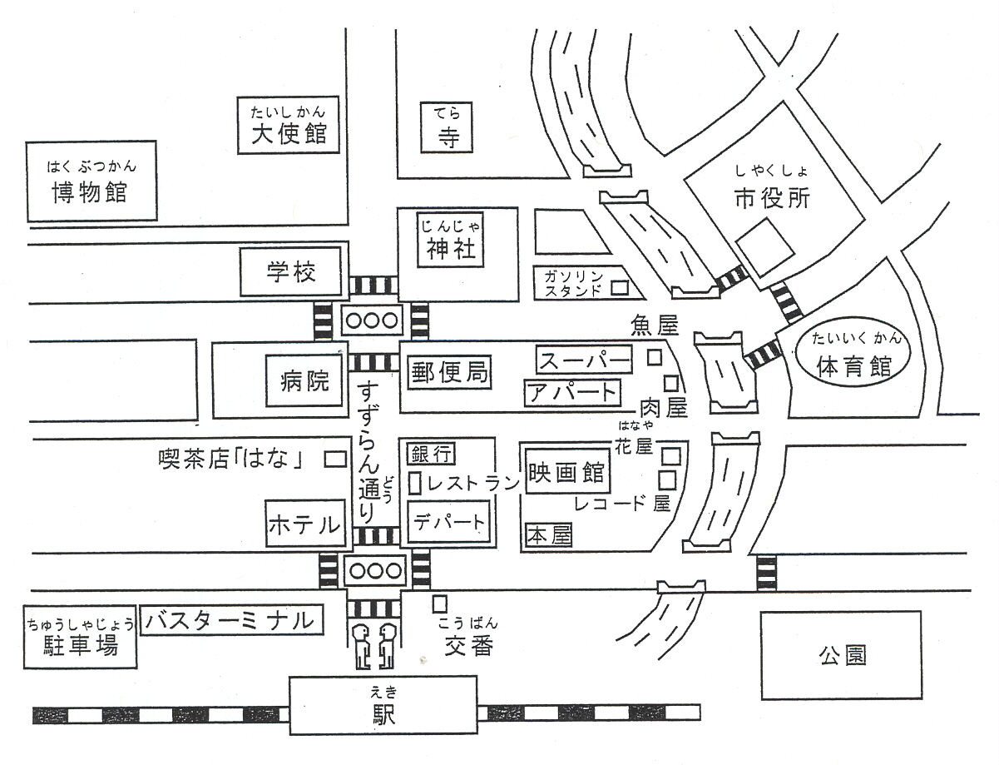 たいしかん
大使館
てら
寺
はくぶつかん
博物館
しやくしょ
市役所
じんじゃ
神社
学校
ガソリン
スタンド
魚屋
たいいくかん
体育館
病院
郵便局
スーパー
アパート
肉屋
すずらん通り
どう
はなや
花屋
喫茶店「はな」
銀行
レストラン
映画館
レコード屋
ホテル
デパート
本屋
ちゅうしゃじょう
駐車場
バスターミナル
こうばん
交番
公園
えき
駅